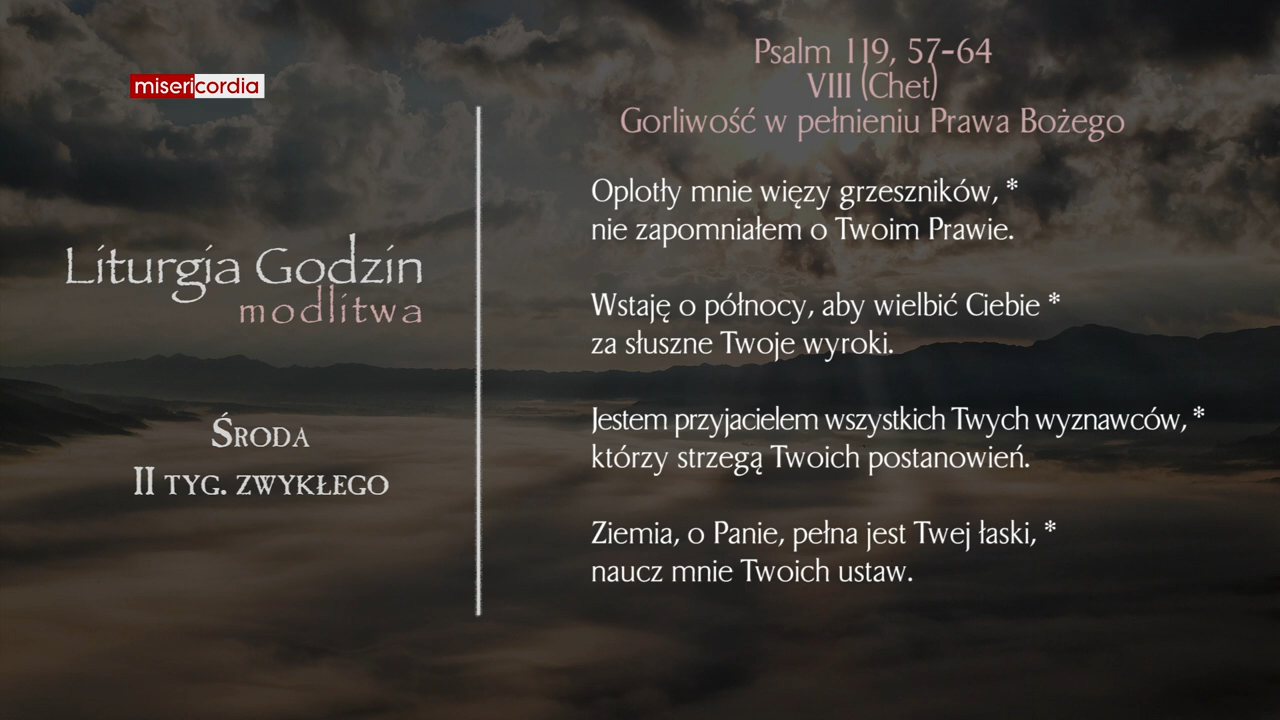 misericordia
Liturgia Godzin
modlitwa
Środa
II tyg. zwykłego
Psalm 119, 57-64
VIII (Chet)
Gorliwość w pełnieniu Prawa Bożego
Oplotły mnie więzy grzeszników, *
nie zapomniałem o Twoim Prawie.
Wstaję o północy, aby wielbić Ciebie *
za słuszne Twoje wyroki.
Jestem przyjacielem wszystkich Twych wyznawców, *
którzy strzegą Twoich postanowień.
Ziemia, o Panie, pełna jest Twej łaski, *
naucz mnie Twoich ustaw.